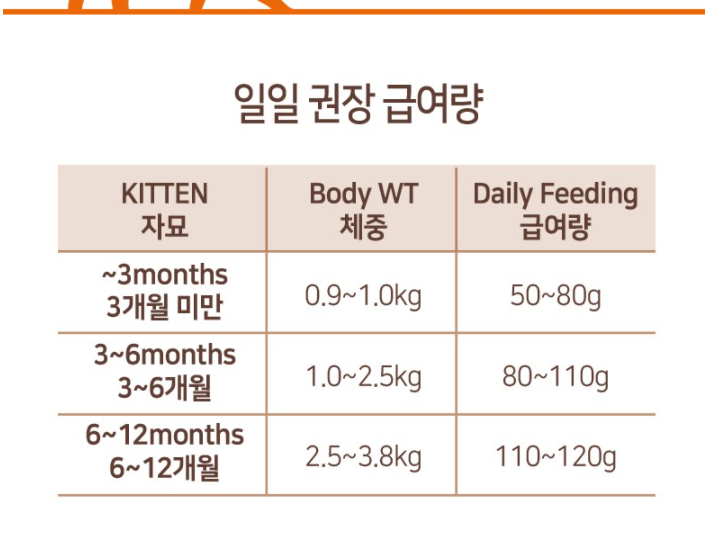 일일 권장 급여량
KITTEN
자묘
Body WT
체중
Daily Feeding
급여량
~3months
3개월 미만
0.9~1.0kg
50~80g
3~6months
3~6개월
1.0~2.5kg
80~110g
6~12months
6~12개월
2.5~3.8kg
110~120g